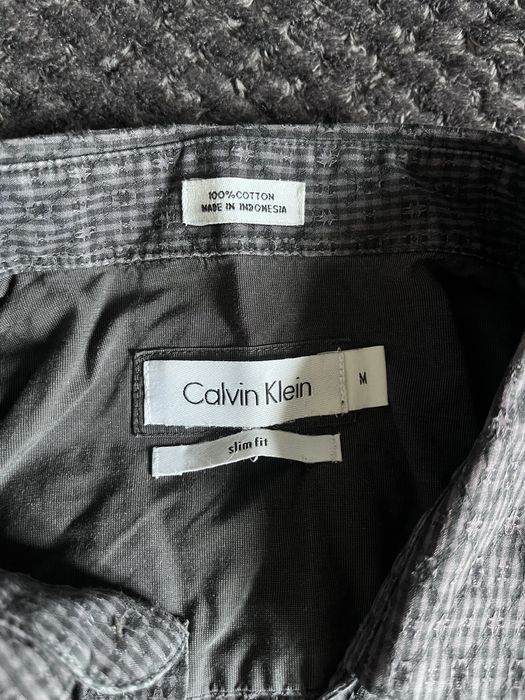 100%COTTON
MADE IN INDONESIA
Calvin Klein
M
slim fit